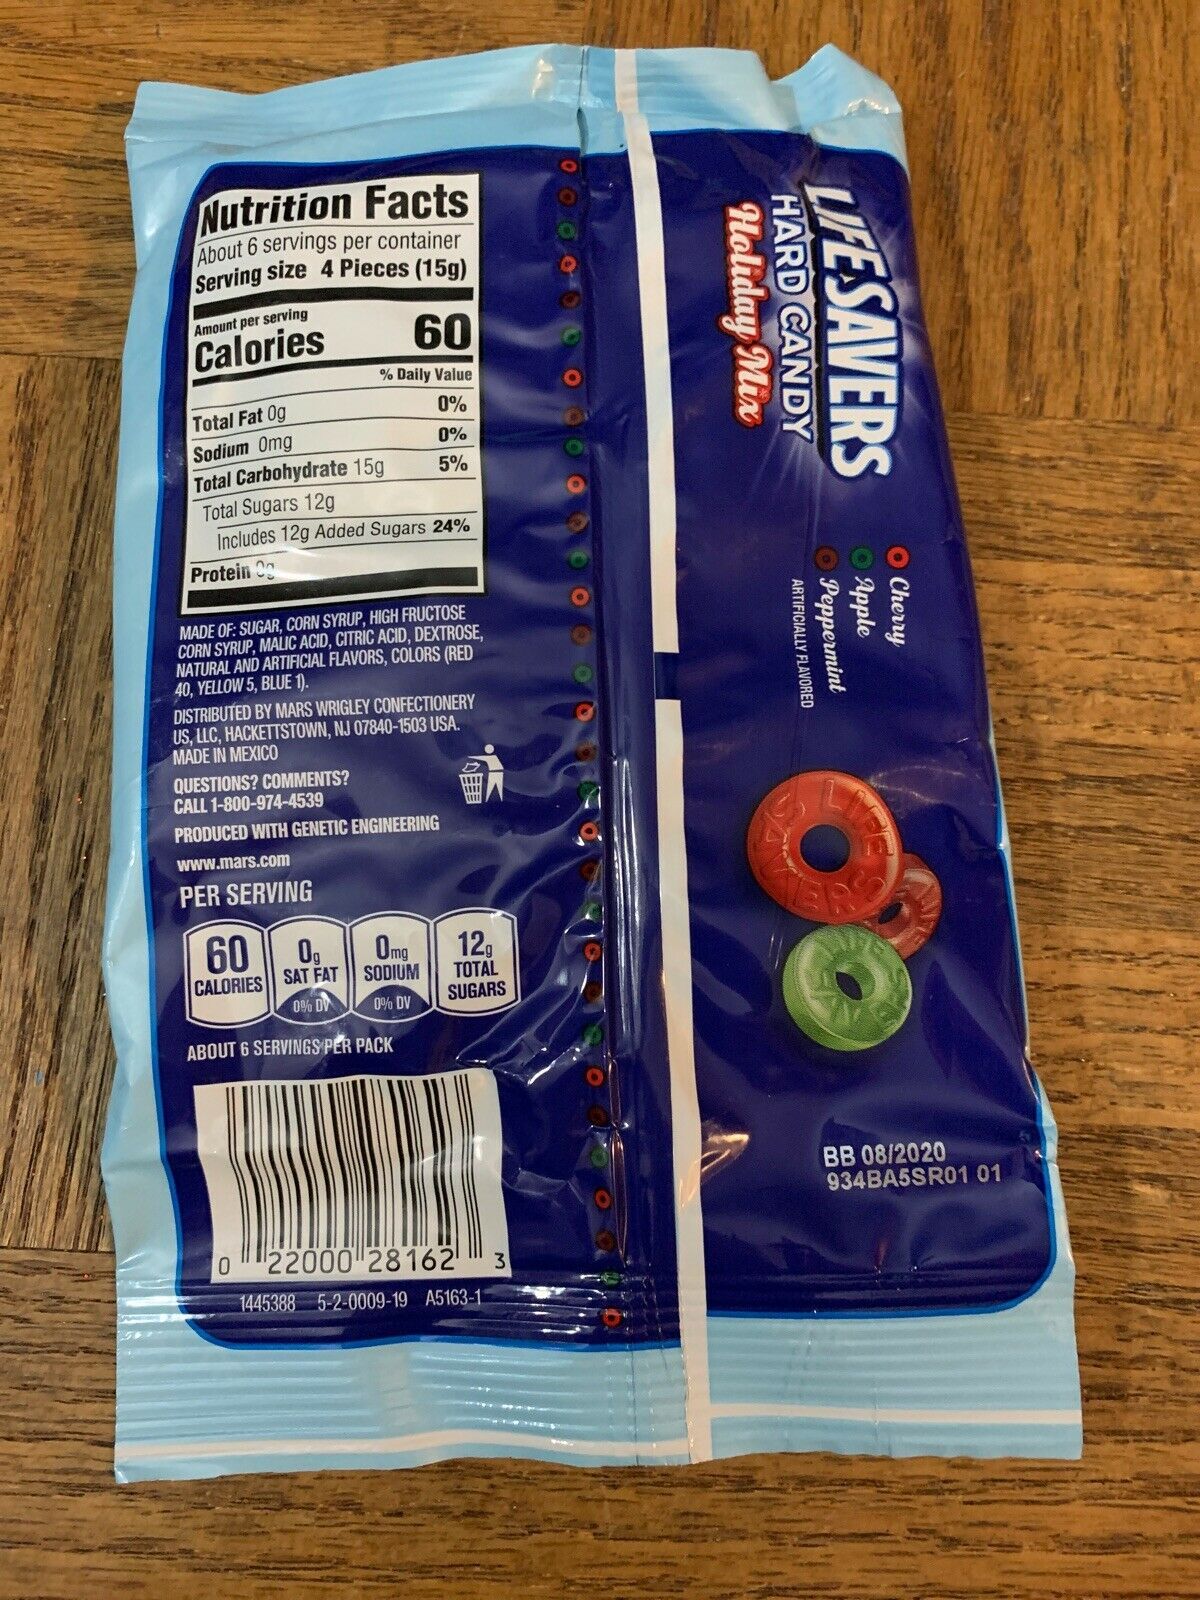 Nutrition Facts
About 6 servings per container
Serving size 4 Pieces (15g)
Amount per serving
Calories 60
% Daily Value
Total Fat 0g 0%
Sodium 0mg 0%
Total Carbohydrate 15g 5%
Total Sugars 12g
Includes 12g Added Sugars 24%
Protein 0g
MADE OF: SUGAR, CORN SYRUP, HIGH FRUCTOSE
CORN SYRUP, MALIC ACID, CITRIC ACID, DEXTROSE,
NATURAL AND ARTIFICIAL FLAVORS, COLORS (RED
40, YELLOW 5, BLUE 1).
DISTRIBUTED BY MARS WRIGLEY CONFECTIONERY
US, LLC, HACKETTSTOWN, NJ 07840-1503 USA.
MADE IN MEXICO
QUESTIONS? COMMENTS?
CALL 1-800-974-4539
PRODUCED WITH GENETIC ENGINEERING
www.mars.com
PER SERVING
60 CALORIES
0g SAT FAT 0% DV
0mg SODIUM 0% DV
12g TOTAL SUGARS
ABOUT 6 SERVINGS PER PACK
0 22000 28162 3
1445388 5-2-0009-19 A5163-1
LIFE SAVERS
HARD CANDY
Holiday Mix
Cherry
Apple
Peppermint
ARTIFICIALLY FLAVORED
LIFE SAVERS
BB 08/2020
934BA5SR01 01